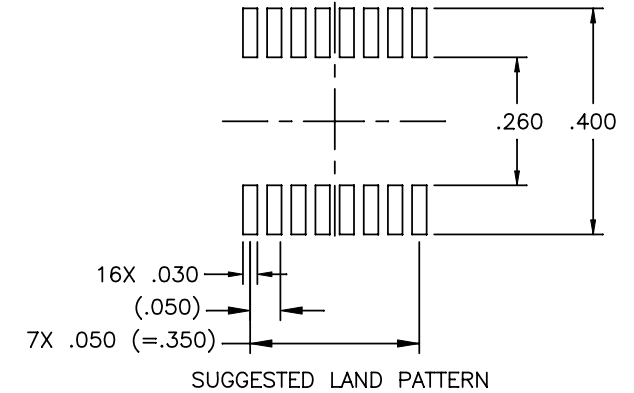 .260 .400
16X .030
(.050)
7X .050 (=.350)
SUGGESTED LAND PATTERN